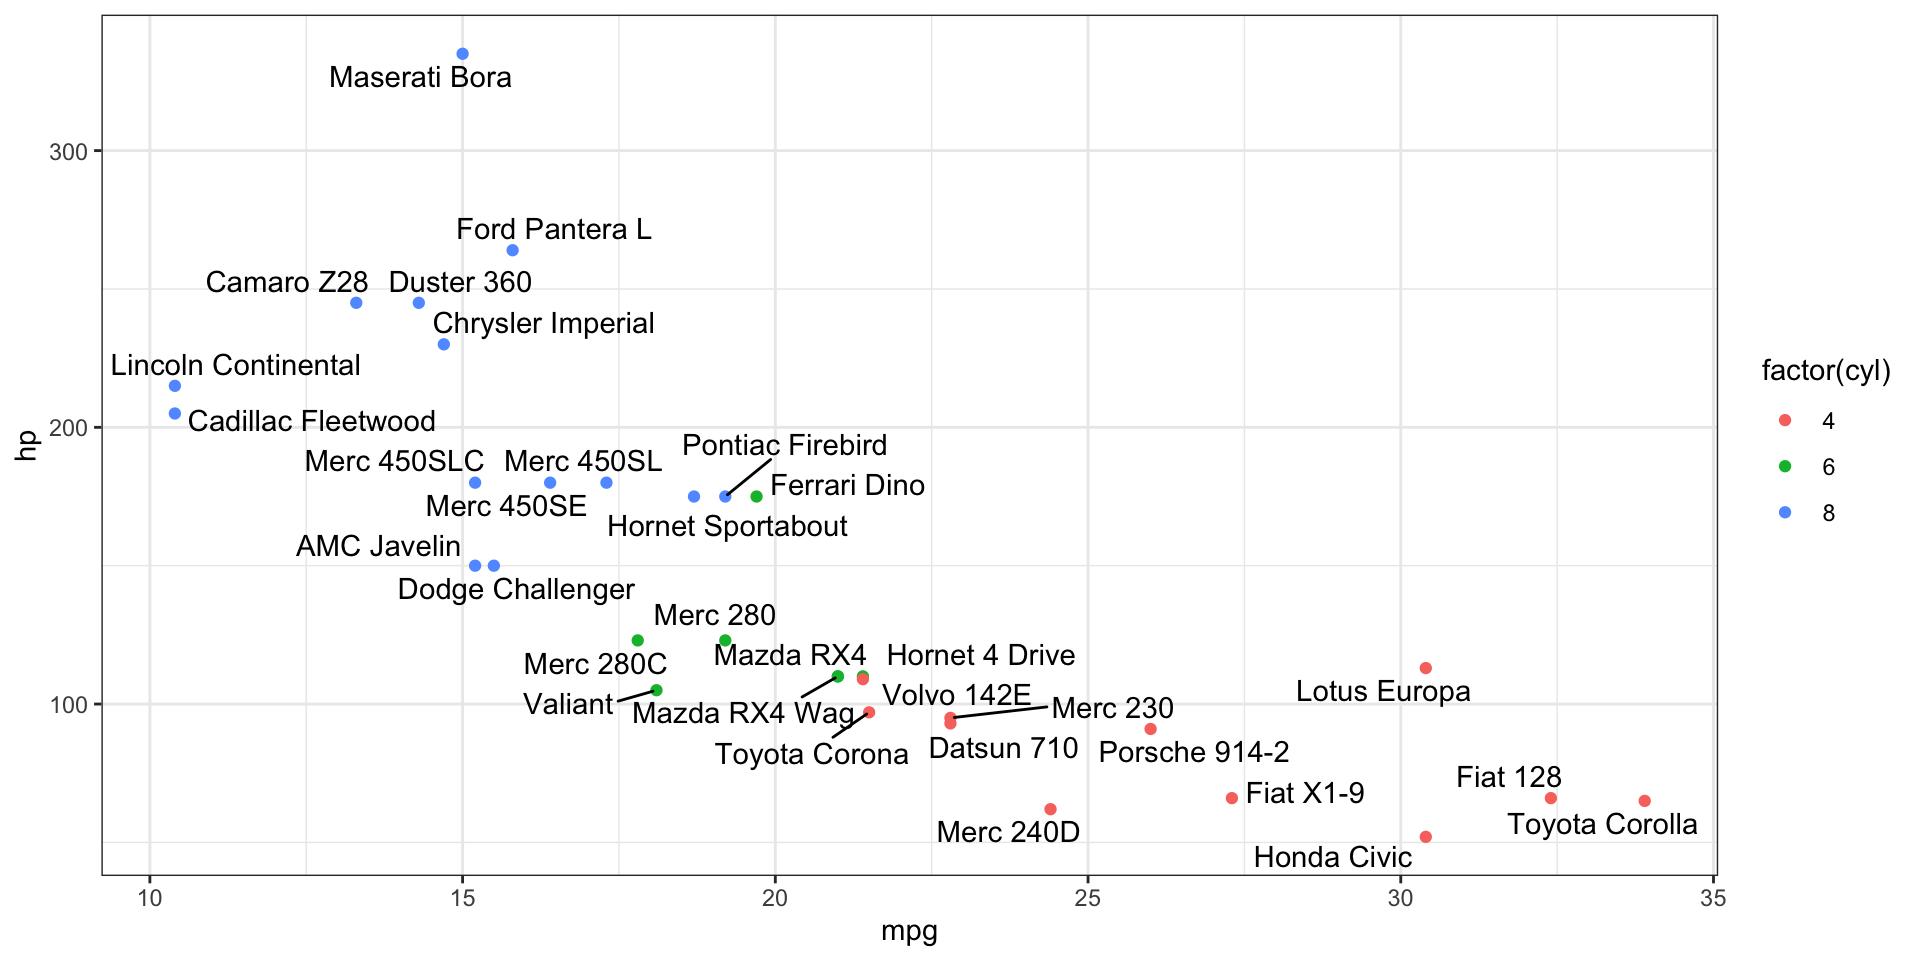 Maserati Bora
300
Ford Pantera L
Camaro Z28
Duster 360
Chrysler Imperial
Lincoln Continental
Cadillac Fleetwood
200
hp
Pontiac Firebird
Merc 450SLC
Merc 450SL
Ferrari Dino
Merc 450SE
Hornet Sportabout
AMC Javelin
Dodge Challenger
Merc 280
Mazda RX4
Hornet 4 Drive
Merc 280C
Lotus Europa
Volvo 142E
Valiant
Mazda RX4 Wag
Merc 230
100
Toyota Corona
Datsun 710
Porsche 914-2
Fiat 128
Fiat X1-9
Toyota Corolla
Merc 240D
Honda Civic
10
15
20
25
30
35
mpg
factor(cyl)
4
6
8